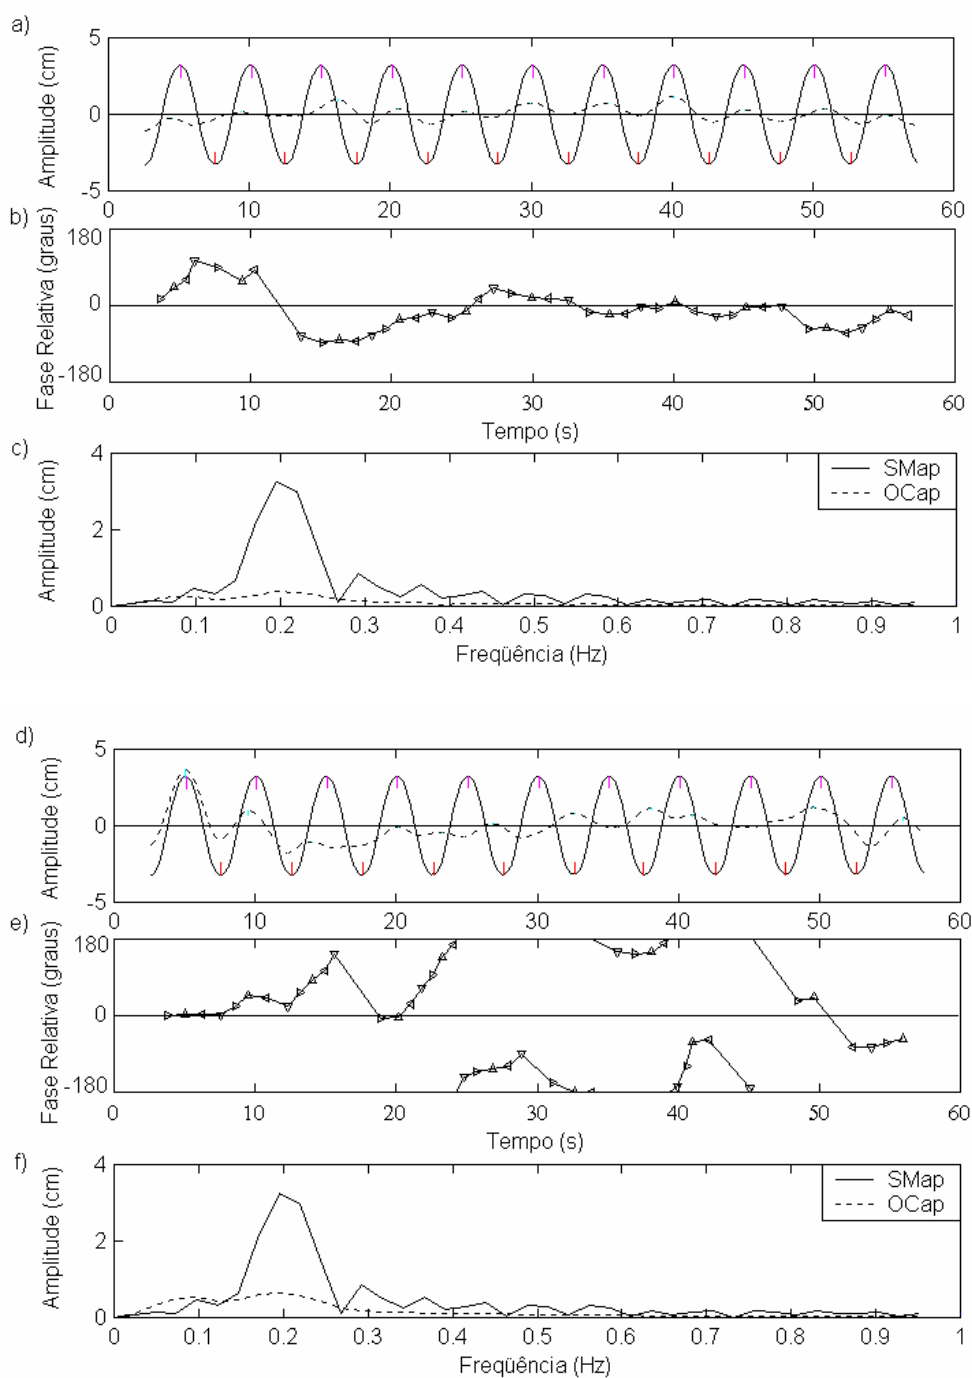 a)
Amplitude (cm)
5
0
-5
0 10 20 30 40 50 60
b)
Fase Relativa (graus)
180
0
-180
0 10 20 30 40 50 60
Tempo (s)
c)
Amplitude (cm)
4
2
0
SMap
OCap
0 0.1 0.2 0.3 0.4 0.5 0.6 0.7 0.8 0.9 1
Freqüência (Hz)
d)
Amplitude (cm)
5
0
-5
0 10 20 30 40 50 60
e)
Fase Relativa (graus)
180
0
-180
0 10 20 30 40 50 60
Tempo (s)
f)
Amplitude (cm)
4
2
0
SMap
OCap
0 0.1 0.2 0.3 0.4 0.5 0.6 0.7 0.8 0.9 1
Freqüência (Hz)